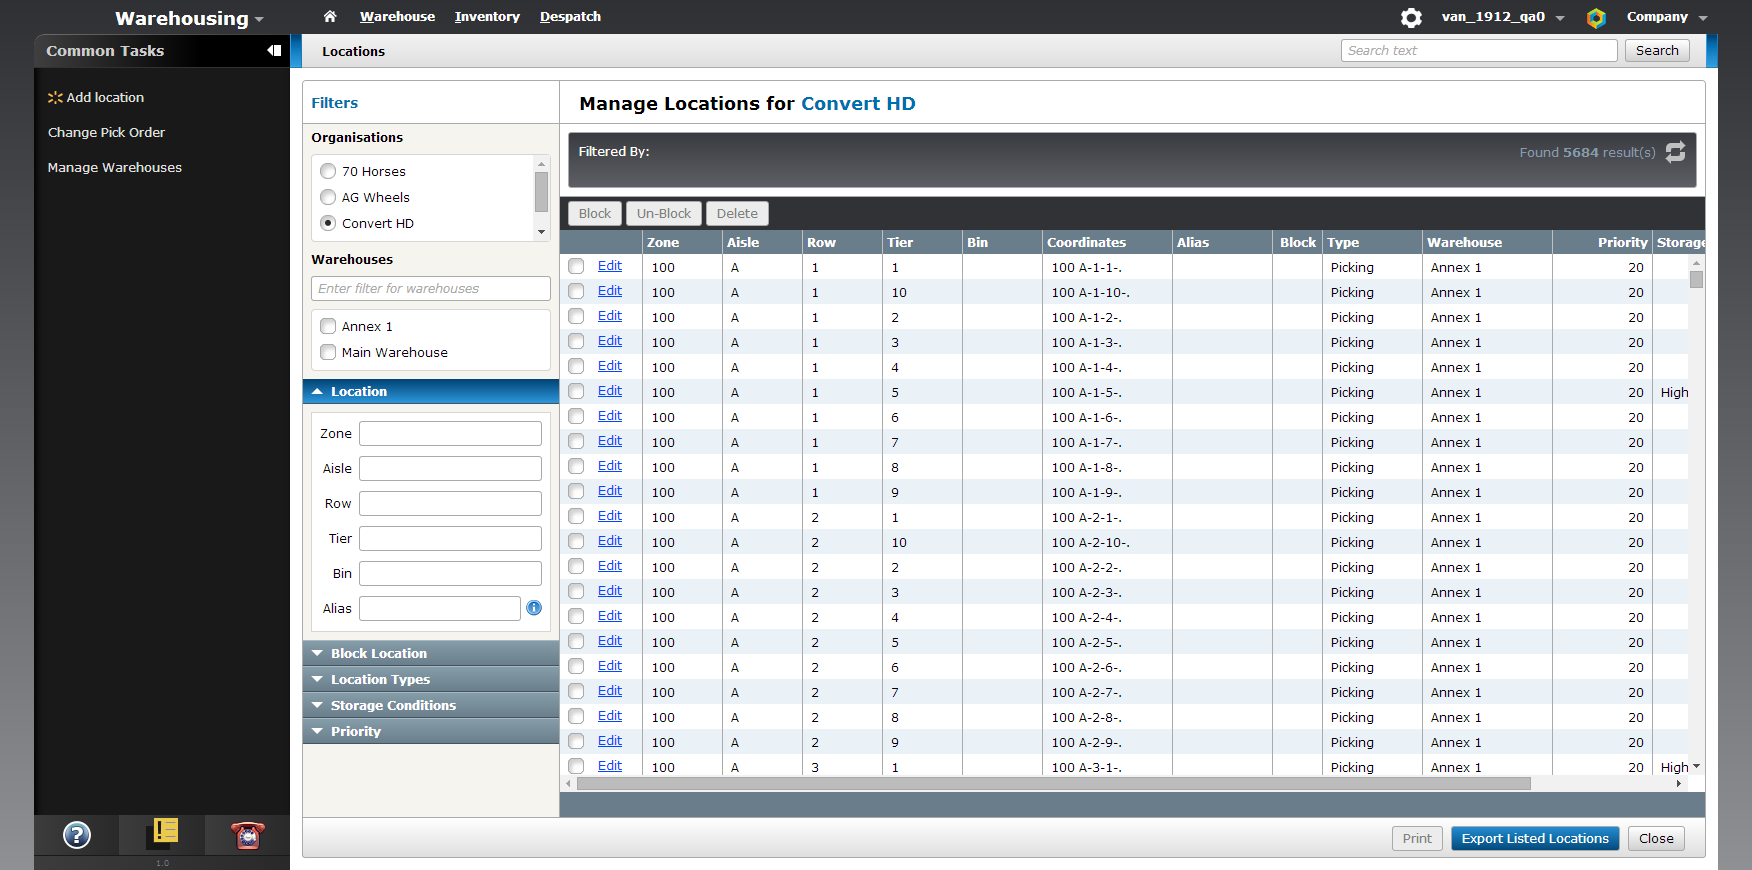 Warehousing
Warehouse Inventory Despatch
van_1912_qa0 Company
Common Tasks
Locations
Search text
Search
Add location
Change Pick Order
Manage Warehouses
1.0
Filters
Organisations
70 Horses
AG Wheels
Convert HD
Warehouses
Enter filter for warehouses
Annex 1
Main Warehouse
Location
Zone
Aisle
Row
Tier
Bin
Alias
Block Location
Location Types
Storage Conditions
Priority
Manage Locations for Convert HD
Filtered By:
Found 5684 result(s)
Block Un-Block Delete
Zone Aisle Row Tier Bin Coordinates Alias Block Type Warehouse Priority Storage
Edit 100 A 1 1 100 A-1-1-. Picking Annex 1 20
Edit 100 A 1 10 100 A-1-10-. Picking Annex 1 20
Edit 100 A 1 2 100 A-1-2-. Picking Annex 1 20
Edit 100 A 1 3 100 A-1-3-. Picking Annex 1 20
Edit 100 A 1 4 100 A-1-4-. Picking Annex 1 20
Edit 100 A 1 5 100 A-1-5-. Picking Annex 1 20 High
Edit 100 A 1 6 100 A-1-6-. Picking Annex 1 20
Edit 100 A 1 7 100 A-1-7-. Picking Annex 1 20
Edit 100 A 1 8 100 A-1-8-. Picking Annex 1 20
Edit 100 A 1 9 100 A-1-9-. Picking Annex 1 20
Edit 100 A 2 1 100 A-2-1-. Picking Annex 1 20
Edit 100 A 2 10 100 A-2-10-. Picking Annex 1 20
Edit 100 A 2 2 100 A-2-2-. Picking Annex 1 20
Edit 100 A 2 3 100 A-2-3-. Picking Annex 1 20
Edit 100 A 2 4 100 A-2-4-. Picking Annex 1 20
Edit 100 A 2 5 100 A-2-5-. Picking Annex 1 20
Edit 100 A 2 6 100 A-2-6-. Picking Annex 1 20
Edit 100 A 2 7 100 A-2-7-. Picking Annex 1 20
Edit 100 A 2 8 100 A-2-8-. Picking Annex 1 20
Edit 100 A 2 9 100 A-2-9-. Picking Annex 1 20
Edit 100 A 3 1 100 A-3-1-. Picking Annex 1 20 High
Print Export Listed Locations Close